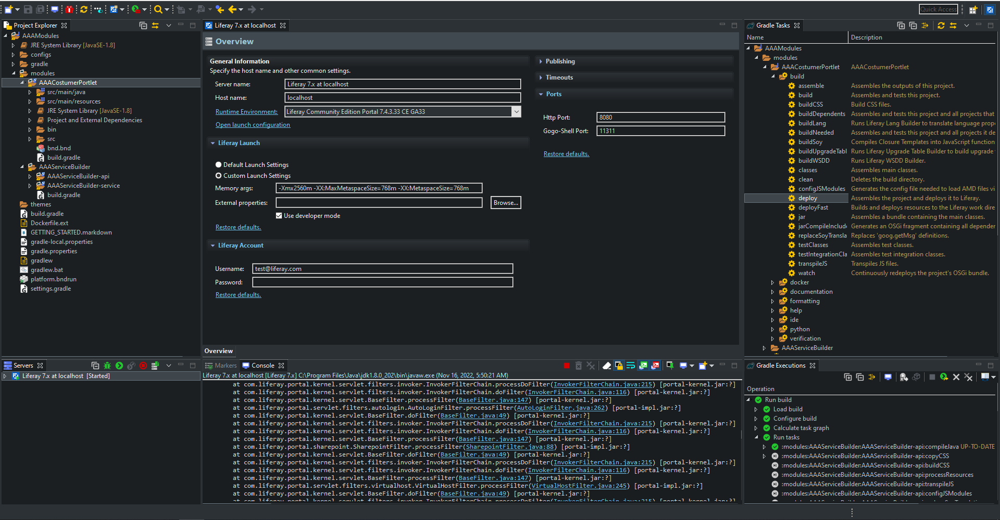 Quick Access
Project Explorer
AAAModules
JRE System Library [JavaSE-1.8]
configs
gradle
modules
AAACostumerPortlet
src/main/java
src/main/resources
JRE System Library [JavaSE-1.8]
Project and External Dependencies
bin
src
bnd.bnd
build.gradle
AAAServiceBuilder
AAAServiceBuilder-api
AAAServiceBuilder-service
build.gradle
themes
build.gradle
Dockerfile.ext
GETTING_STARTED.markdown
gradle-local.properties
gradle.properties
gradlew
gradlew.bat
platform.bndrun
settings.gradle
Servers
Liferay 7.x at localhost [Started]
Liferay 7.x at localhost
Overview
General Information
Specify the host name and other common settings.
Server name: Liferay 7.x at localhost
Host name: localhost
Runtime Environment: Liferay Community Edition Portal 7.4.3.33 CE GA33
Open launch configuration
Liferay Launch
Default Launch Settings
Custom Launch Settings
Memory args: -Xmx2560m -XX:MaxMetaspaceSize=768m -XX:MetaspaceSize=768m
External properties: Browse...
Use developer mode
Restore defaults.
Liferay Account
Username: test@liferay.com
Password:
Restore defaults.
Publishing
Timeouts
Ports
Http Port: 8080
Gogo-Shell Port: 11311
Restore defaults.
Overview
Markers Console
Liferay 7.x at localhost [Liferay 7.x] C:\Program Files\Java\jdk1.8.0_202\bin\javaw.exe (Nov 16, 2022, 5:50:21 AM)
at com.liferay.portal.kernel.servlet.filters.invoker.InvokerFilterChain.processDoFilter(InvokerFilterChain.java:215) [portal-kernel.jar:?]
at com.liferay.portal.kernel.servlet.filters.invoker.InvokerFilterChain.doFilter(InvokerFilterChain.java:116) [portal-kernel.jar:?]
at com.liferay.portal.kernel.servlet.BaseFilter.processFilter(BaseFilter.java:147) [portal-kernel.jar:?]
at com.liferay.portal.servlet.filters.autologin.AutoLoginFilter.processFilter(AutoLoginFilter.java:262) [portal-impl.jar:?]
at com.liferay.portal.kernel.servlet.BaseFilter.doFilter(BaseFilter.java:49) [portal-kernel.jar:?]
at com.liferay.portal.kernel.servlet.filters.invoker.InvokerFilterChain.processDoFilter(InvokerFilterChain.java:215) [portal-kernel.jar:?]
at com.liferay.portal.kernel.servlet.filters.invoker.InvokerFilterChain.doFilter(InvokerFilterChain.java:116) [portal-kernel.jar:?]
at com.liferay.portal.kernel.servlet.BaseFilter.processFilter(BaseFilter.java:147) [portal-kernel.jar:?]
at com.liferay.portal.sharepoint.SharepointFilter.processFilter(SharepointFilter.java:88) [portal-impl.jar:?]
at com.liferay.portal.kernel.servlet.BaseFilter.doFilter(BaseFilter.java:49) [portal-kernel.jar:?]
at com.liferay.portal.kernel.servlet.filters.invoker.InvokerFilterChain.processDoFilter(InvokerFilterChain.java:215) [portal-kernel.jar:?]
at com.liferay.portal.kernel.servlet.filters.invoker.InvokerFilterChain.doFilter(InvokerFilterChain.java:116) [portal-kernel.jar:?]
at com.liferay.portal.kernel.servlet.BaseFilter.processFilter(BaseFilter.java:147) [portal-kernel.jar:?]
at com.liferay.portal.servlet.filters.virtualhost.VirtualHostFilter.processFilter(VirtualHostFilter.java:245) [portal-impl.jar:?]
at com.liferay.portal.kernel.servlet.BaseFilter.doFilter(BaseFilter.java:49) [portal-kernel.jar:?]
at com.liferay.portal.kernel.servlet.filters.invoker.InvokerFilterChain.processDoFilter(InvokerFilterChain.java:215) [portal-kernel.jar:?]
Gradle Tasks
Name Description
AAAModules
modules
AAACostumerPortlet AAACostumerPortlet
build
assemble Assembles the outputs of this project.
build Assembles and tests this project.
buildCSS Build CSS files.
buildDependents Assembles and tests this project and all projects that
buildLang Runs Liferay Lang Builder to translate language prop
buildNeeded Assembles and tests this project and all projects it de
buildSoy Compiles Closure Templates into JavaScript function
buildUpgradeTabl Runs Liferay Upgrade Table Builder to build upgrade
buildWSDD Runs Liferay WSDD Builder.
classes Assembles main classes.
clean Deletes the build directory.
configJSModules Generates the config file needed to load AMD files vi
deploy Assembles the project and deploys it to Liferay.
deployFast Builds and deploys resources to the Liferay work dire
jar Assembles a bundle containing the main classes.
jarCompileInclud Generates an OSGi fragment containing all depender
replaceSoyTransla Replaces 'goog.getMsg' definitions.
testClasses Assembles test classes.
testIntegrationCla Assembles test integration classes.
transpileJS Transpiles JS files.
watch Continuously redeploys the project's OSGi bundle.
docker
documentation
formatting
help
ide
python
verification
AAAServiceBuilder
Gradle Executions
Operation
Run build
Load build
Configure build
Calculate task graph
Run tasks
:modules:AAAServiceBuilder:AAAServiceBuilder-api:compileJava UP-TO-DATE
:modules:AAAServiceBuilder:AAAServiceBuilder-api:copyCSS
:modules:AAAServiceBuilder:AAAServiceBuilder-api:buildCSS
:modules:AAAServiceBuilder:AAAServiceBuilder-api:processResources
:modules:AAAServiceBuilder:AAAServiceBuilder-api:transpileJS
:modules:AAAServiceBuilder:AAAServiceBuilder-api:configJSModules